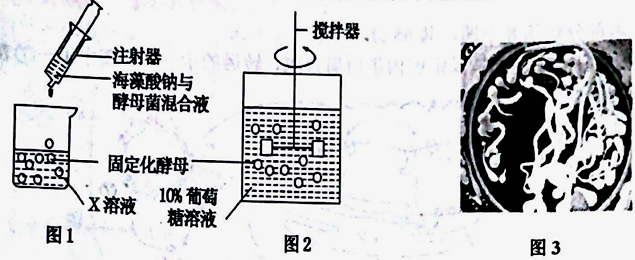 注射器
海藻酸钠与
酵母菌混合液
固定化酵母
X溶液
图1
搅拌器
10%葡萄
糖溶液
图2
图3